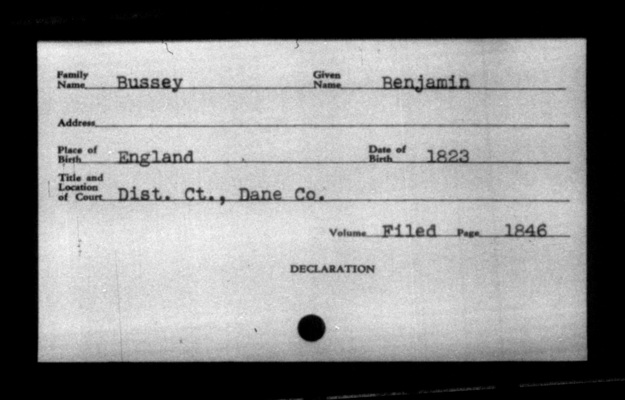 Family Name Bussey Given Name Benjamin
Address
Place of Birth England Date of Birth 1823
Title and Location of Court Dist. Ct., Dane Co.
Volume Filed Page 1846
DECLARATION